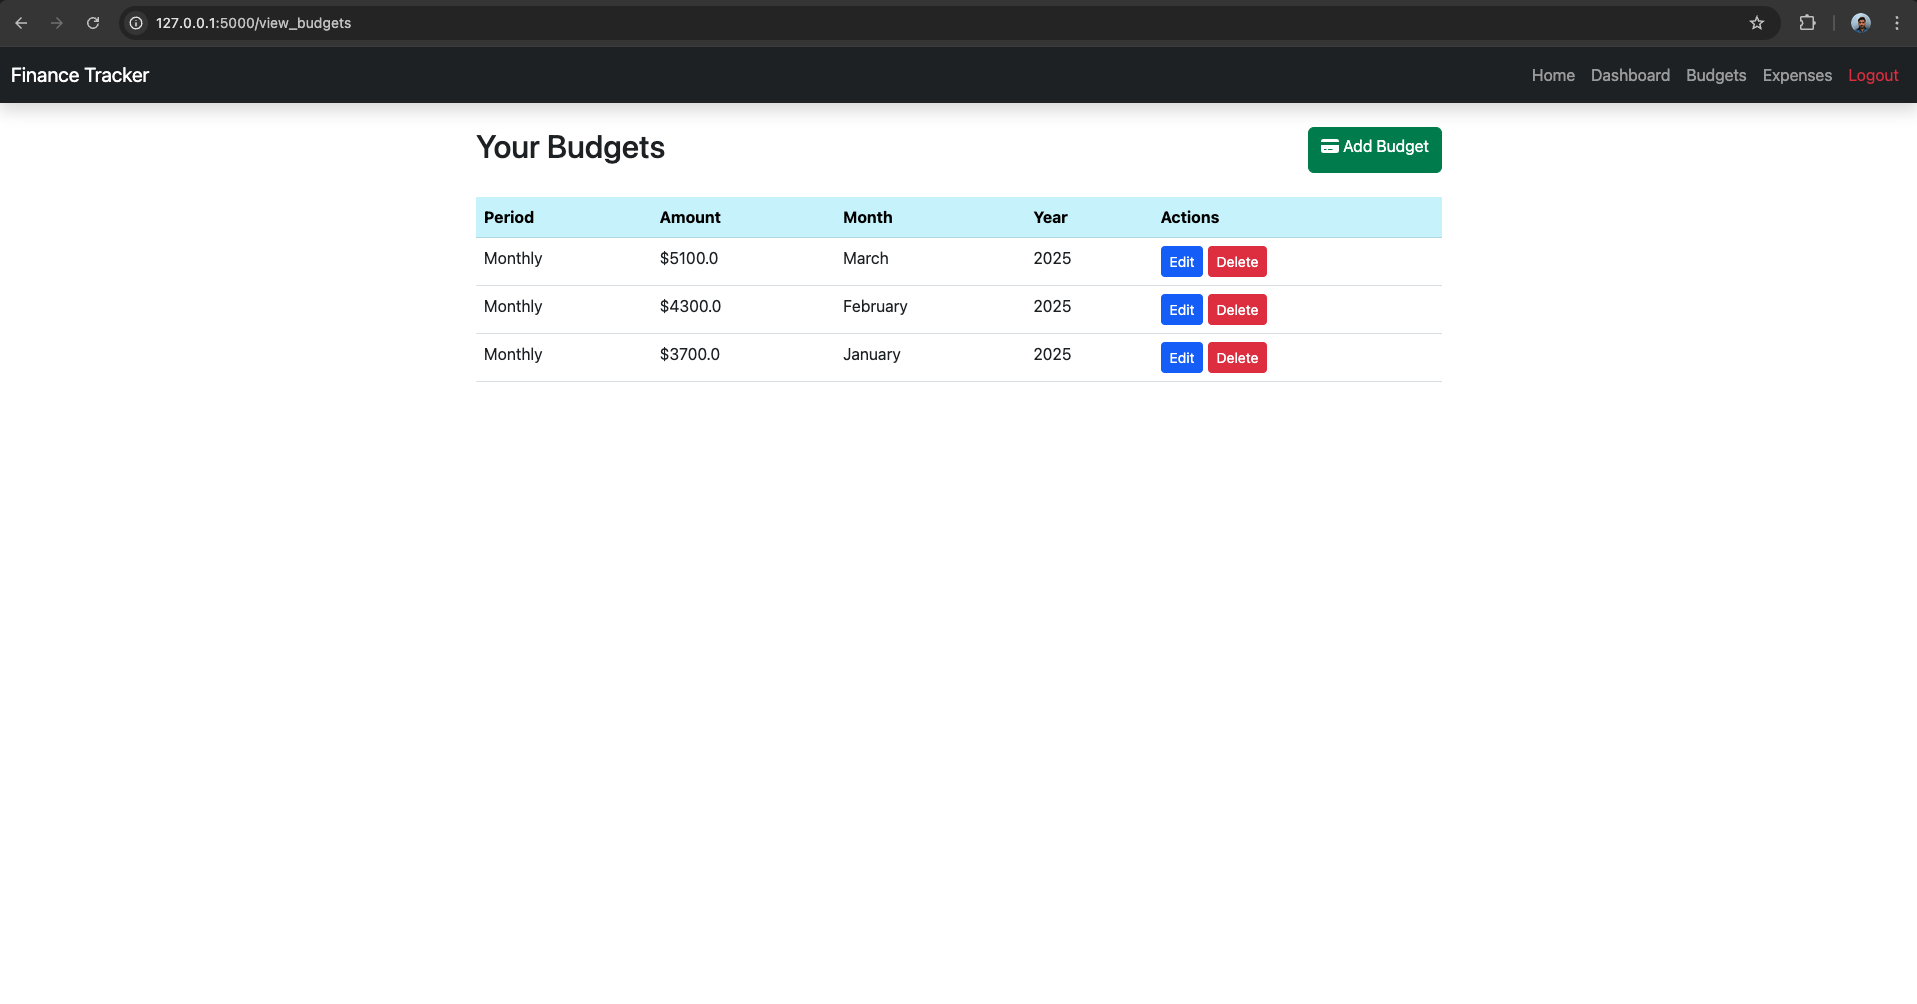 127.0.0.1:5000/view_budgets
Finance Tracker Home Dashboard Budgets Expenses Logout
Your Budgets Add Budget
Period Amount Month Year Actions
Monthly $5100.0 March 2025 Edit Delete
Monthly $4300.0 February 2025 Edit Delete
Monthly $3700.0 January 2025 Edit Delete